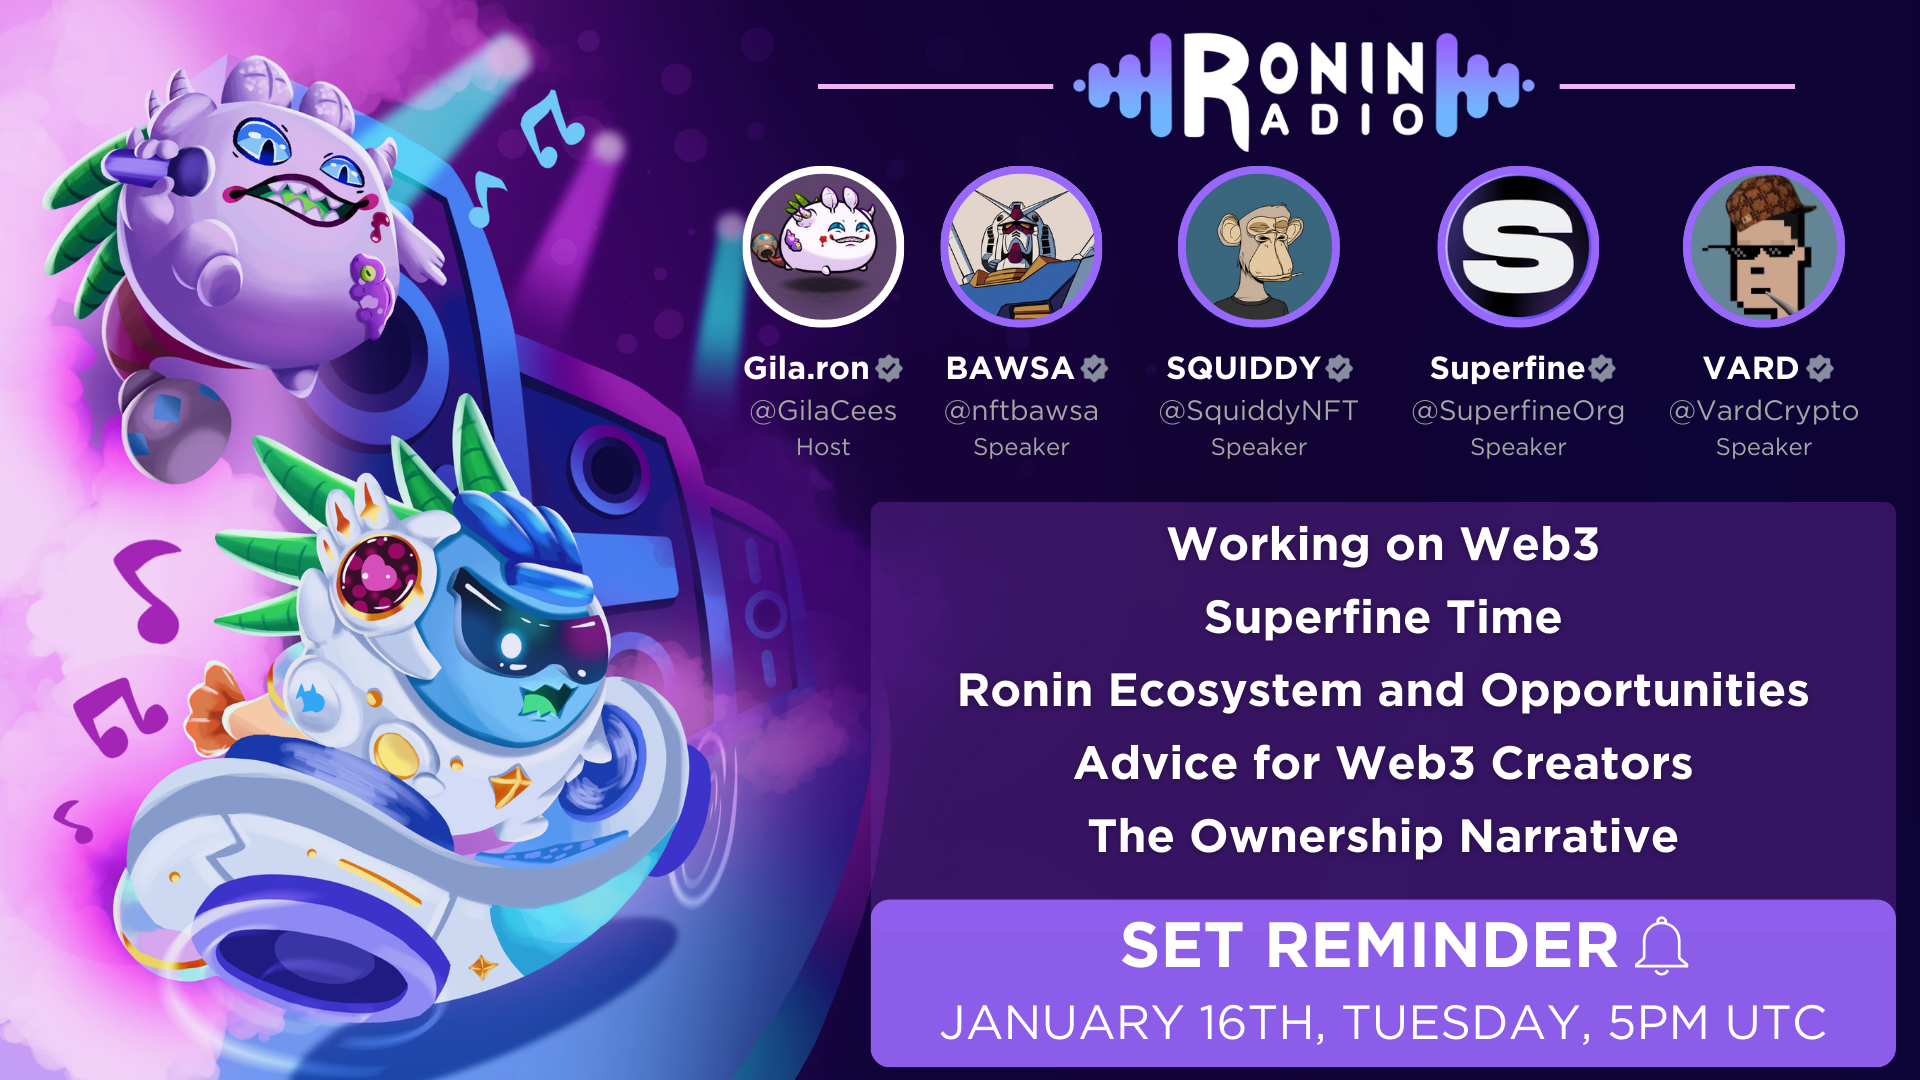 RONIN
RADIO
Gila.ron
@GilaCees
Host
BAWSA
@nftbawsa
Speaker
SQUIDDY
@SquiddyNFT
Speaker
Superfine
@SuperfineOrg
Speaker
VARD
@VardCrypto
Speaker
Working on Web3
Superfine Time
Ronin Ecosystem and Opportunities
Advice for Web3 Creators
The Ownership Narrative
SET REMINDER
JANUARY 16TH, TUESDAY, 5PM UTC